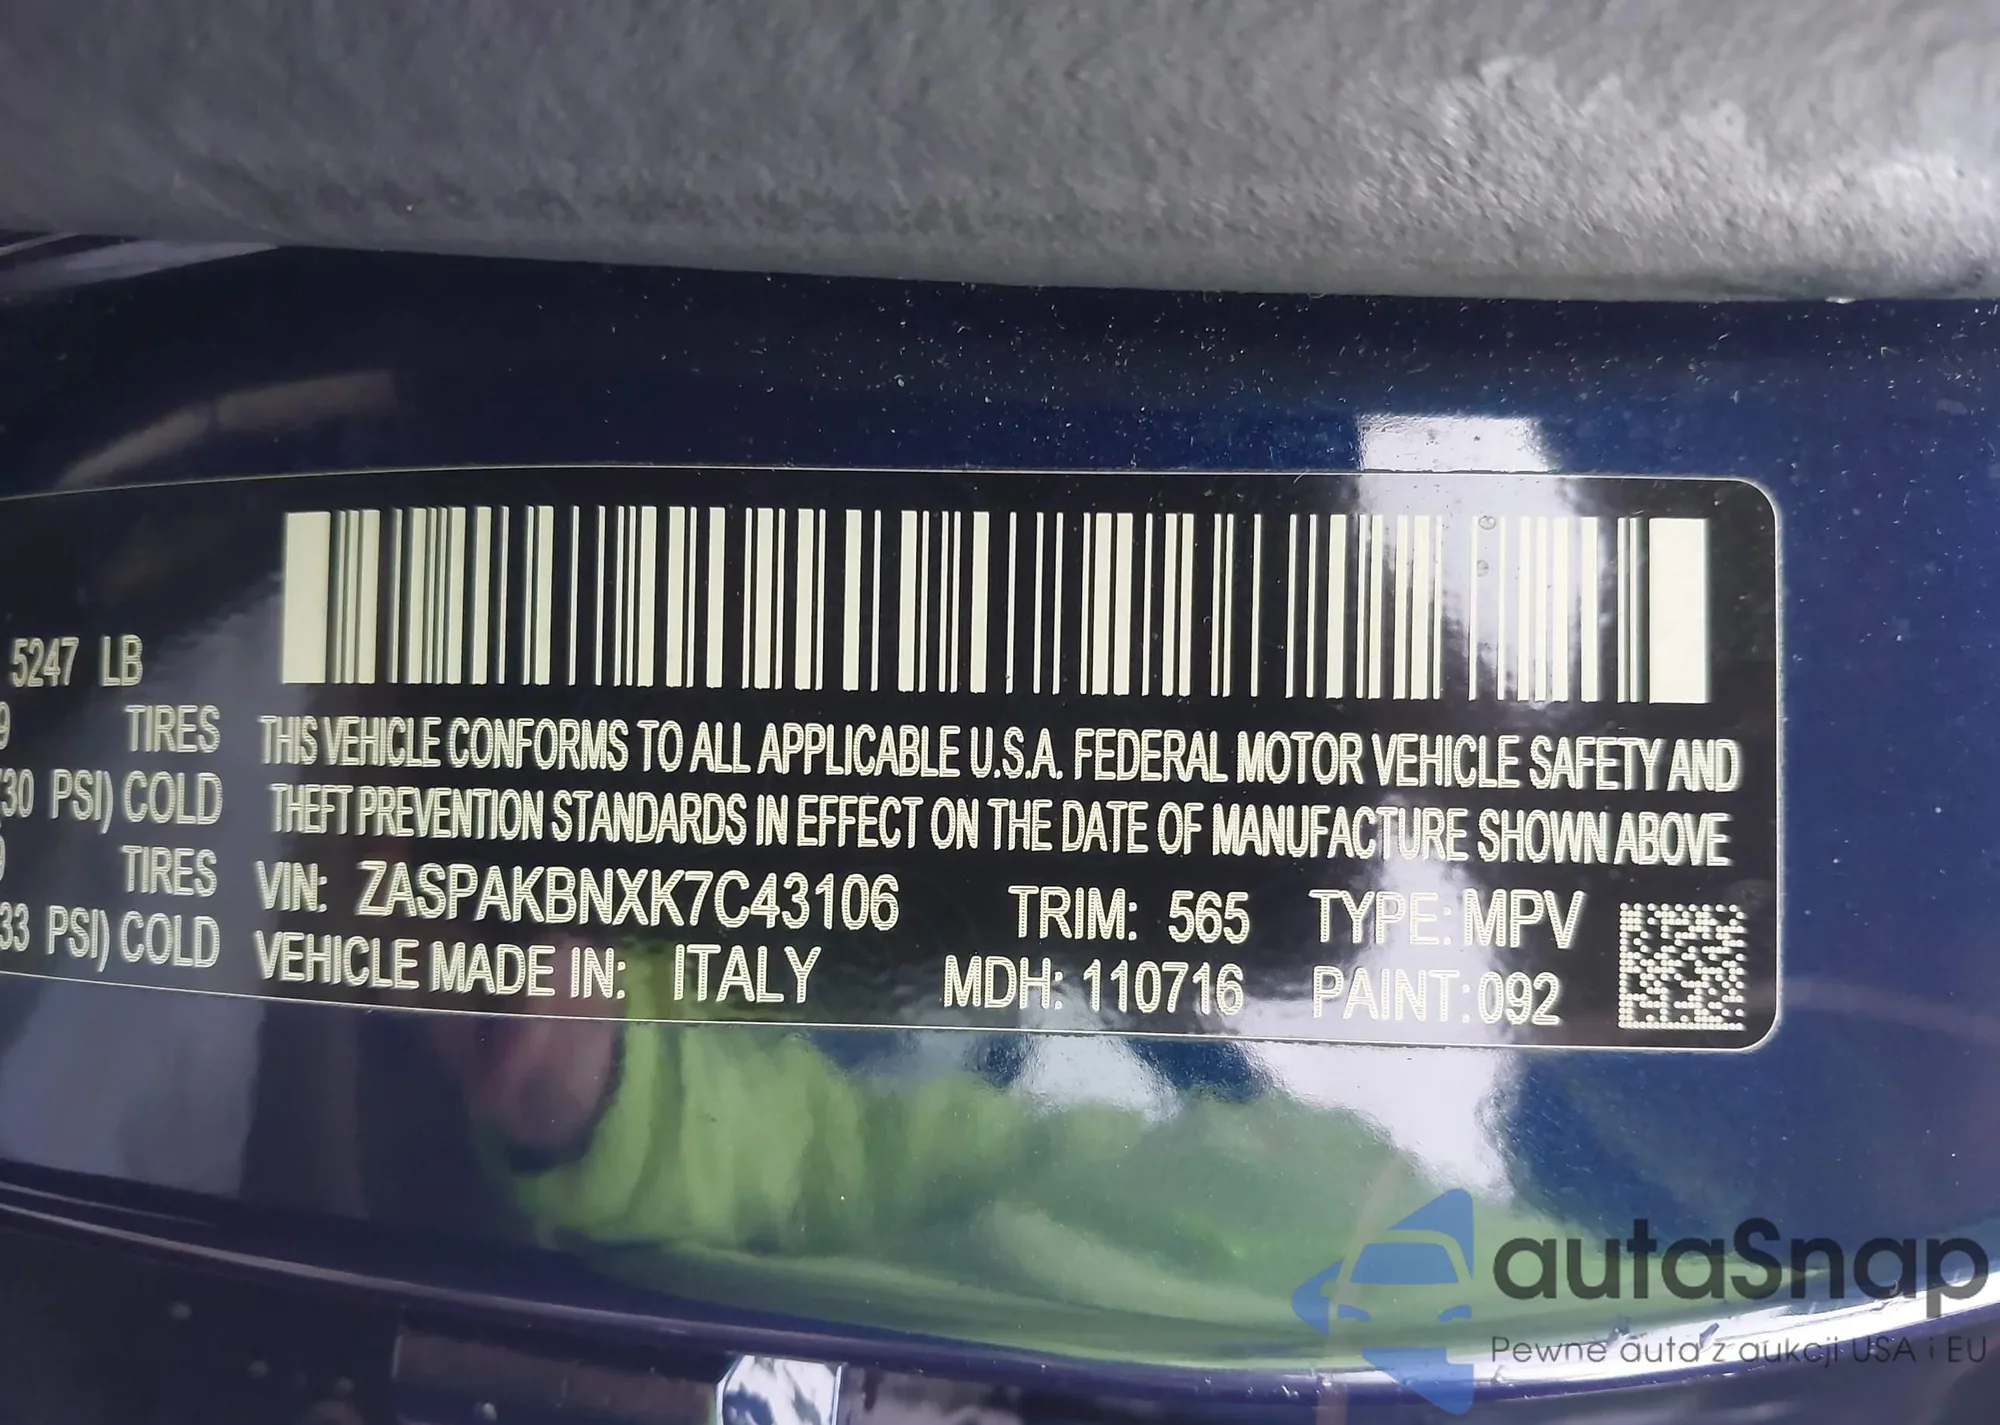 5247 LB
9 TIRES
30 PSI) COLD
TIRES
33 PSI) COLD
THIS VEHICLE CONFORMS TO ALL APPLICABLE U.S.A. FEDERAL MOTOR VEHICLE SAFETY AND
THEFT PREVENTION STANDARDS IN EFFECT ON THE DATE OF MANUFACTURE SHOWN ABOVE
VIN: ZASPAKBNXK7C43106 TRIM: 565 TYPE: MPV
VEHICLE MADE IN: ITALY MDH: 110716 PAINT: 092
autaSnap
Pewne auta z aukcji USA i EU